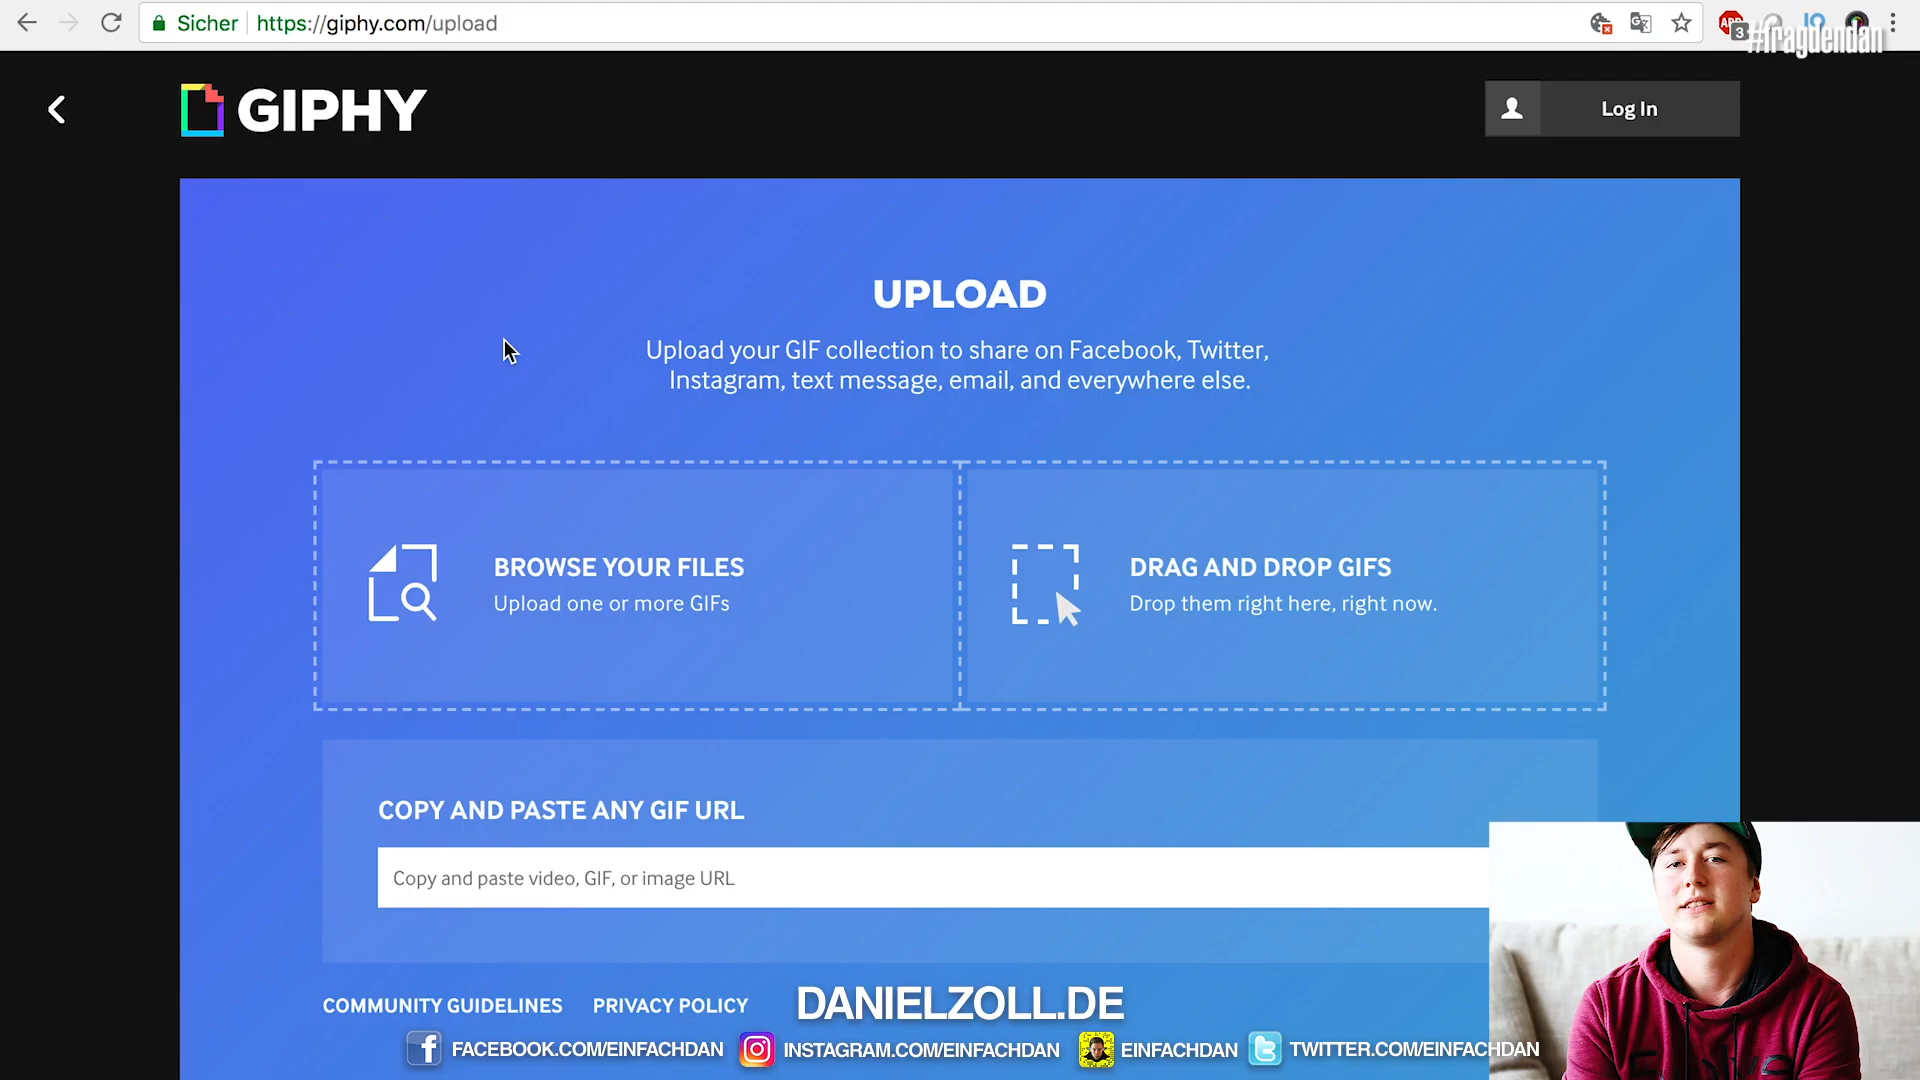 Sicher https://giphy.com/upload
ABP 3
#fragdendan
GIPHY
Log In
UPLOAD
Upload your GIF collection to share on Facebook, Twitter,
Instagram, text message, email, and everywhere else.
BROWSE YOUR FILES
Upload one or more GIFs
DRAG AND DROP GIFS
Drop them right here, right now.
COPY AND PASTE ANY GIF URL
Copy and paste video, GIF, or image URL
COMMUNITY GUIDELINES PRIVACY POLICY
DANIELZOLL.DE
FACEBOOK.COM/EINFACHDAN INSTAGRAM.COM/EINFACHDAN EINFACHDAN TWITTER.COM/EINFACHDAN